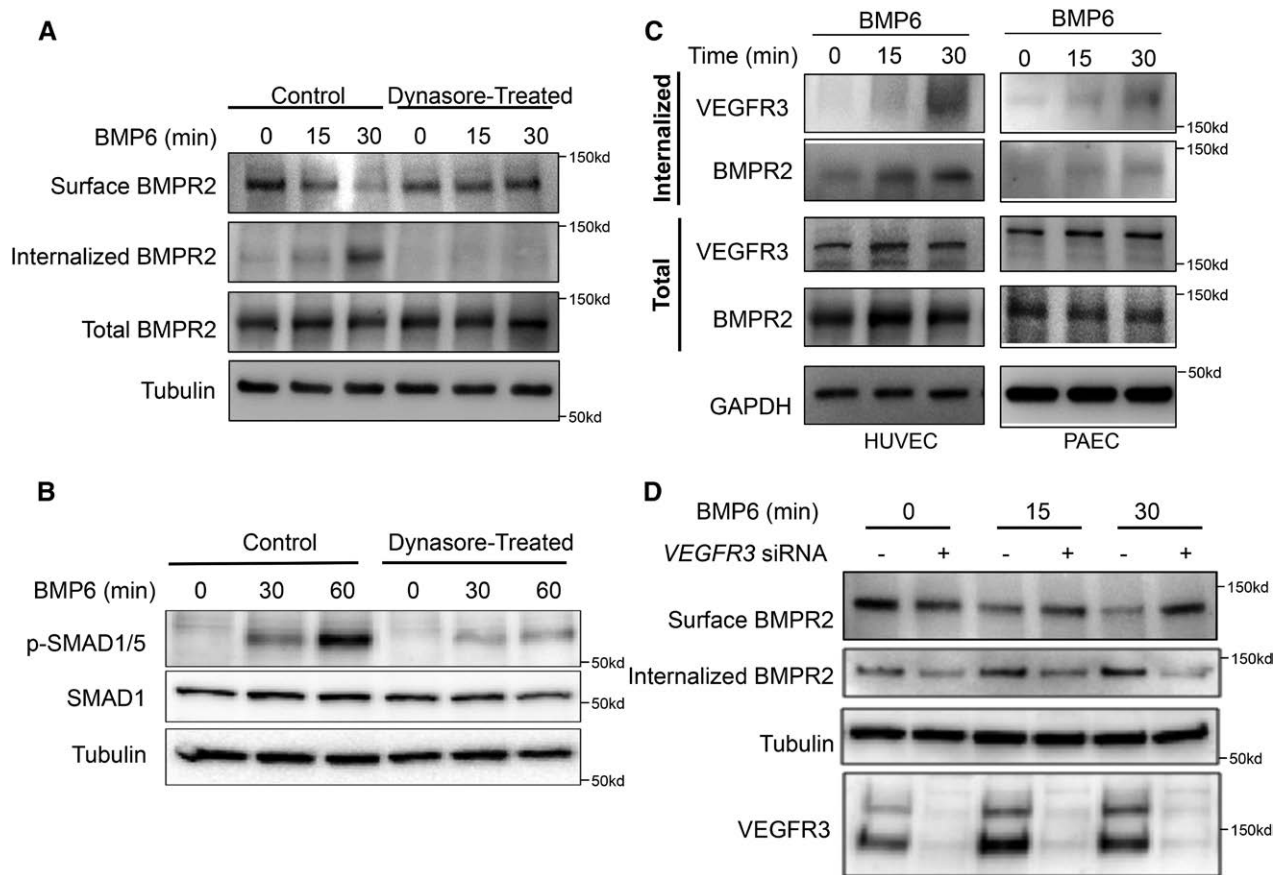 A
Control Dynasore-Treated
BMP6 (min) 0 15 30 0 15 30
150kd
Surface BMPR2
150kd
Internalized BMPR2
150kd
Total BMPR2
Tubulin
50kd
B
Control Dynasore-Treated
BMP6 (min) 0 30 60 0 30 60
p-SMAD1/5
50kd
SMAD1
50kd
Tubulin
50kd
C
BMP6 BMP6
Time (min) 0 15 30 0 15 30
Internalized
VEGFR3
150kd
150kd
BMPR2
Total
VEGFR3
150kd
150kd
BMPR2
50kd
GAPDH
HUVEC PAEC
D
BMP6 (min) 0 15 30
VEGFR3 siRNA - + - + - +
150kd
Surface BMPR2
150kd
Internalized BMPR2
Tubulin
50kd
VEGFR3
150kd